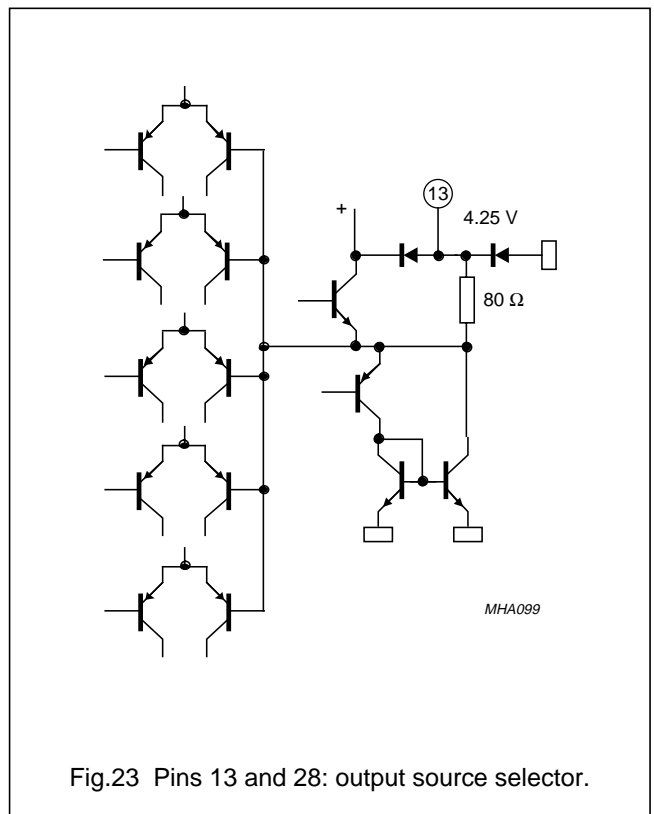 +
13
4.25 V
80 Ω
MHA099
Fig.23 Pins 13 and 28: output source selector.